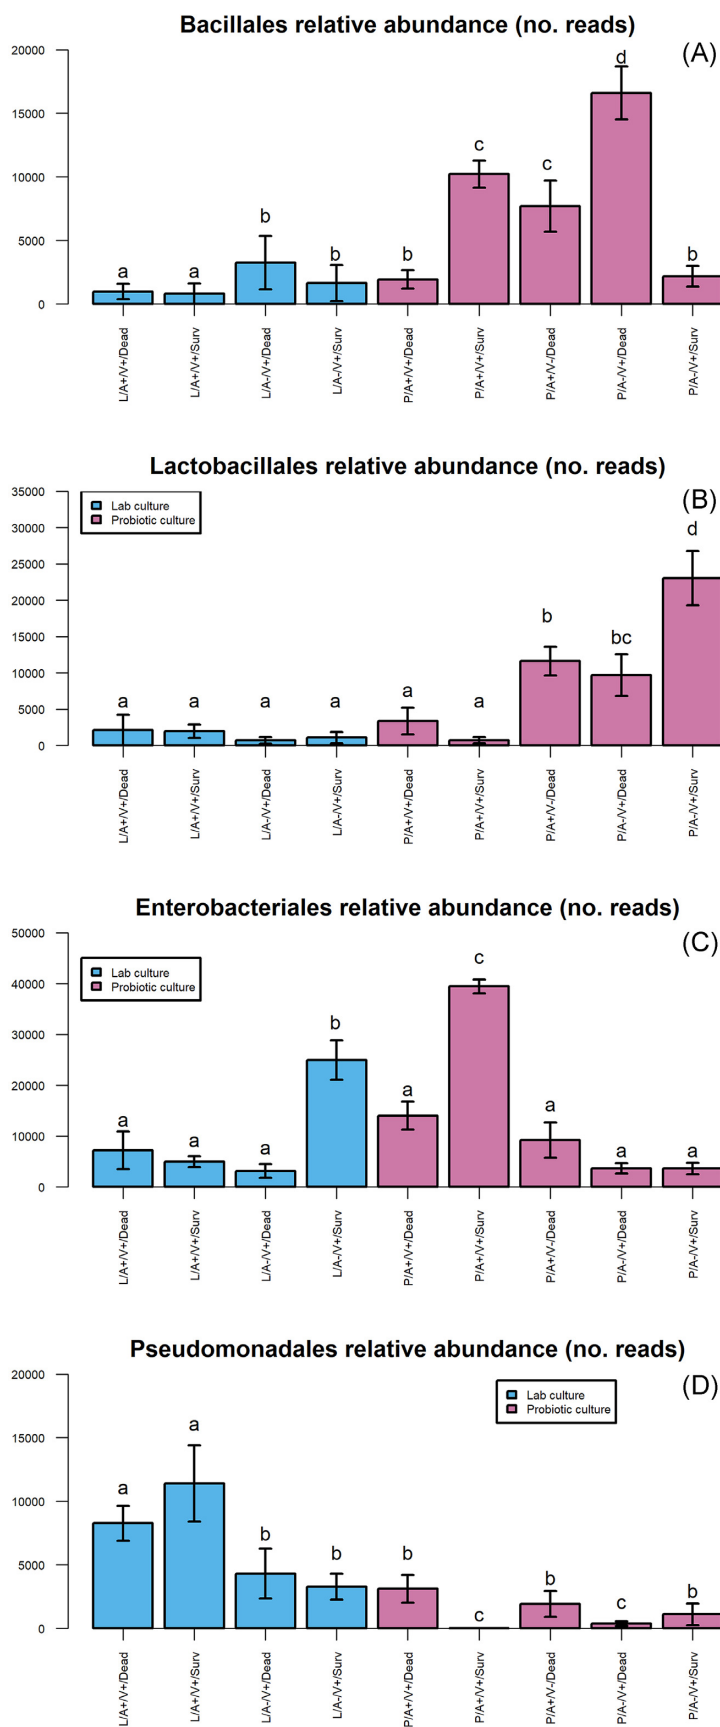 Bacillales relative abundance (no. reads)
(A)
20000
15000
10000
5000
0
a
a
b
b
b
c
c
d
b
L/A+/V+/Dead
L/A+/V+/Surv
L/A-/V+/Dead
L/A-/V+/Surv
P/A+/V+/Dead
P/A+/V+/Surv
P/A+/V-/Dead
P/A-/V+/Dead
P/A-/V+/Surv
Lactobacillales relative abundance (no. reads)
(B)
Lab culture
Probiotic culture
35000
30000
25000
20000
15000
10000
5000
0
a
a
a
a
a
a
b
bc
d
L/A+/V+/Dead
L/A+/V+/Surv
L/A-/V+/Dead
L/A-/V+/Surv
P/A+/V+/Dead
P/A+/V+/Surv
P/A+/V-/Dead
P/A-/V+/Dead
P/A-/V+/Surv
Enterobacteriales relative abundance (no. reads)
(C)
Lab culture
Probiotic culture
50000
40000
30000
20000
10000
0
a
a
a
b
a
c
a
a
a
L/A+/V+/Dead
L/A+/V+/Surv
L/A-/V+/Dead
L/A-/V+/Surv
P/A+/V+/Dead
P/A+/V+/Surv
P/A+/V-/Dead
P/A-/V+/Dead
P/A-/V+/Surv
Pseudomonadales relative abundance (no. reads)
(D)
Lab culture
Probiotic culture
20000
15000
10000
5000
0
a
a
b
b
b
c
b
c
b
L/A+/V+/Dead
L/A+/V+/Surv
L/A-/V+/Dead
L/A-/V+/Surv
P/A+/V+/Dead
P/A+/V+/Surv
P/A+/V-/Dead
P/A-/V+/Dead
P/A-/V+/Surv